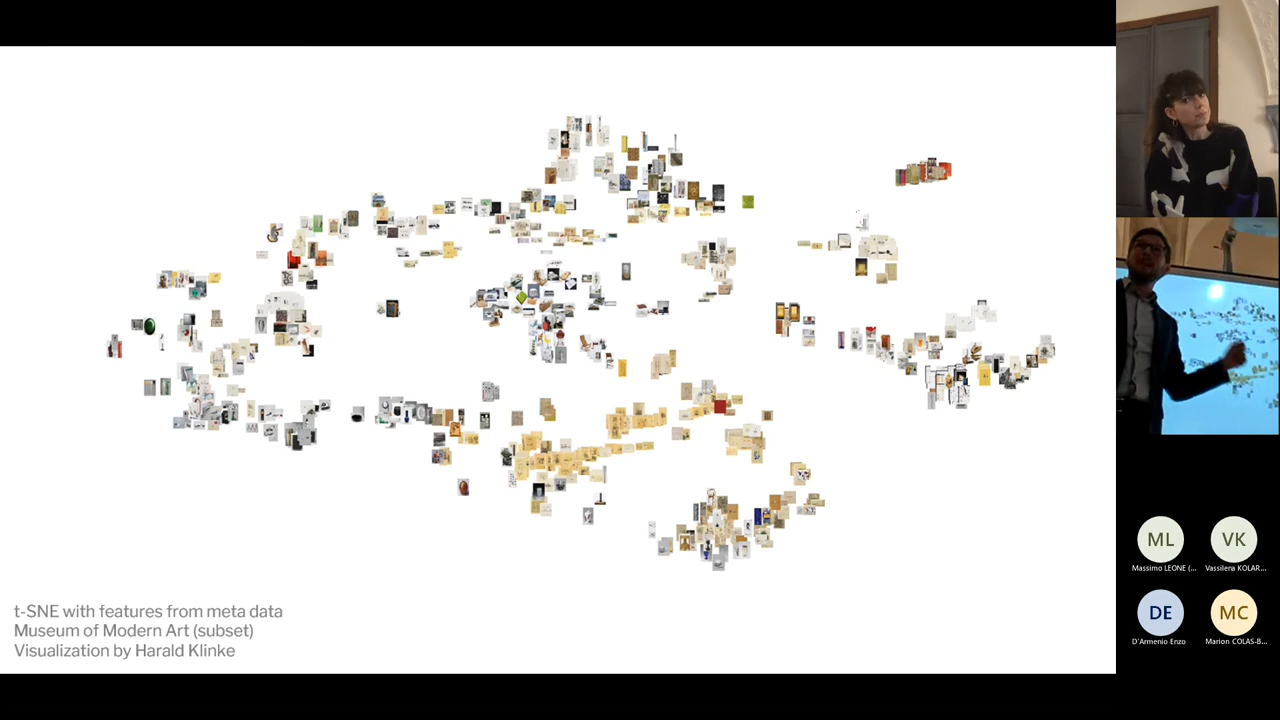 t-SNE with features from meta data
Museum of Modern Art (subset)
Visualization by Harald Klinke
ML
VK
Massimo LEONE (...
Vassilena KOLAR...
DE
MC
D'Armenio Enzo
Marion COLAS-B...